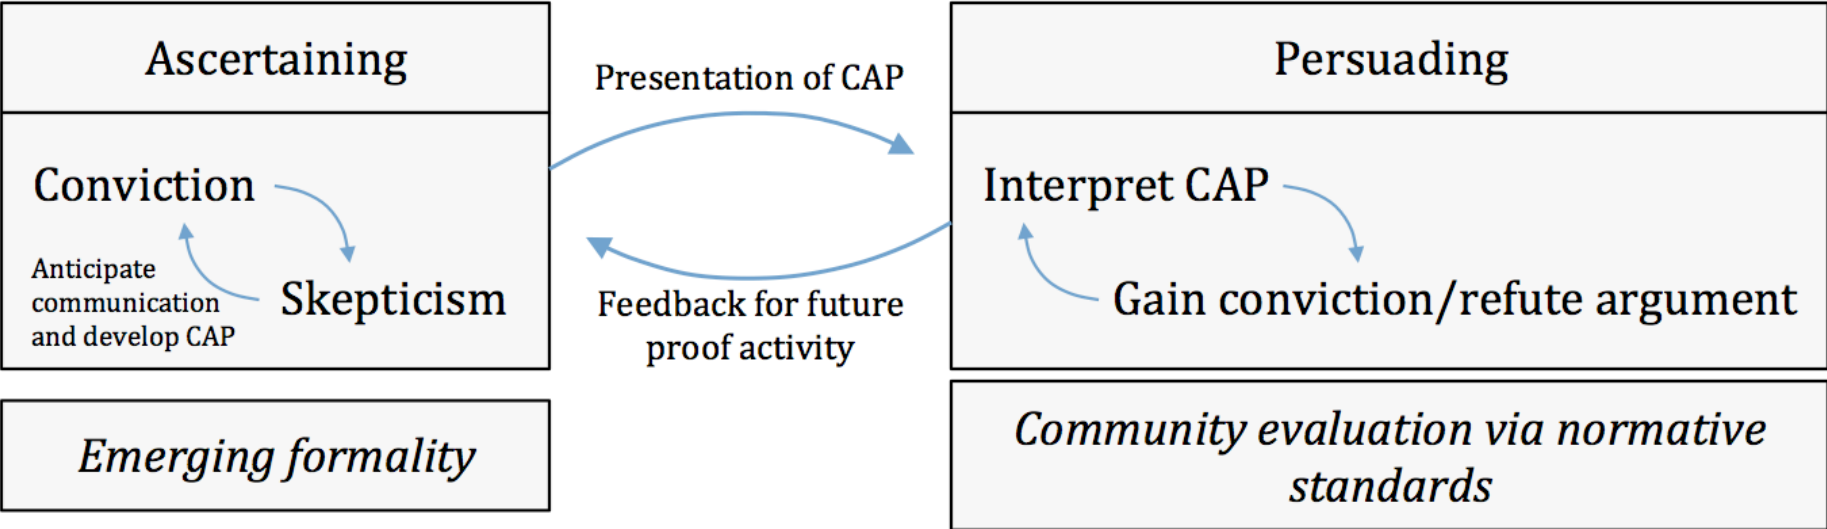 Ascertaining
Conviction
Anticipate
communication
and develop CAP
Skepticism
Emerging formality
Presentation of CAP
Feedback for future
proof activity
Persuading
Interpret CAP
Gain conviction/refute argument
Community evaluation via normative
standards